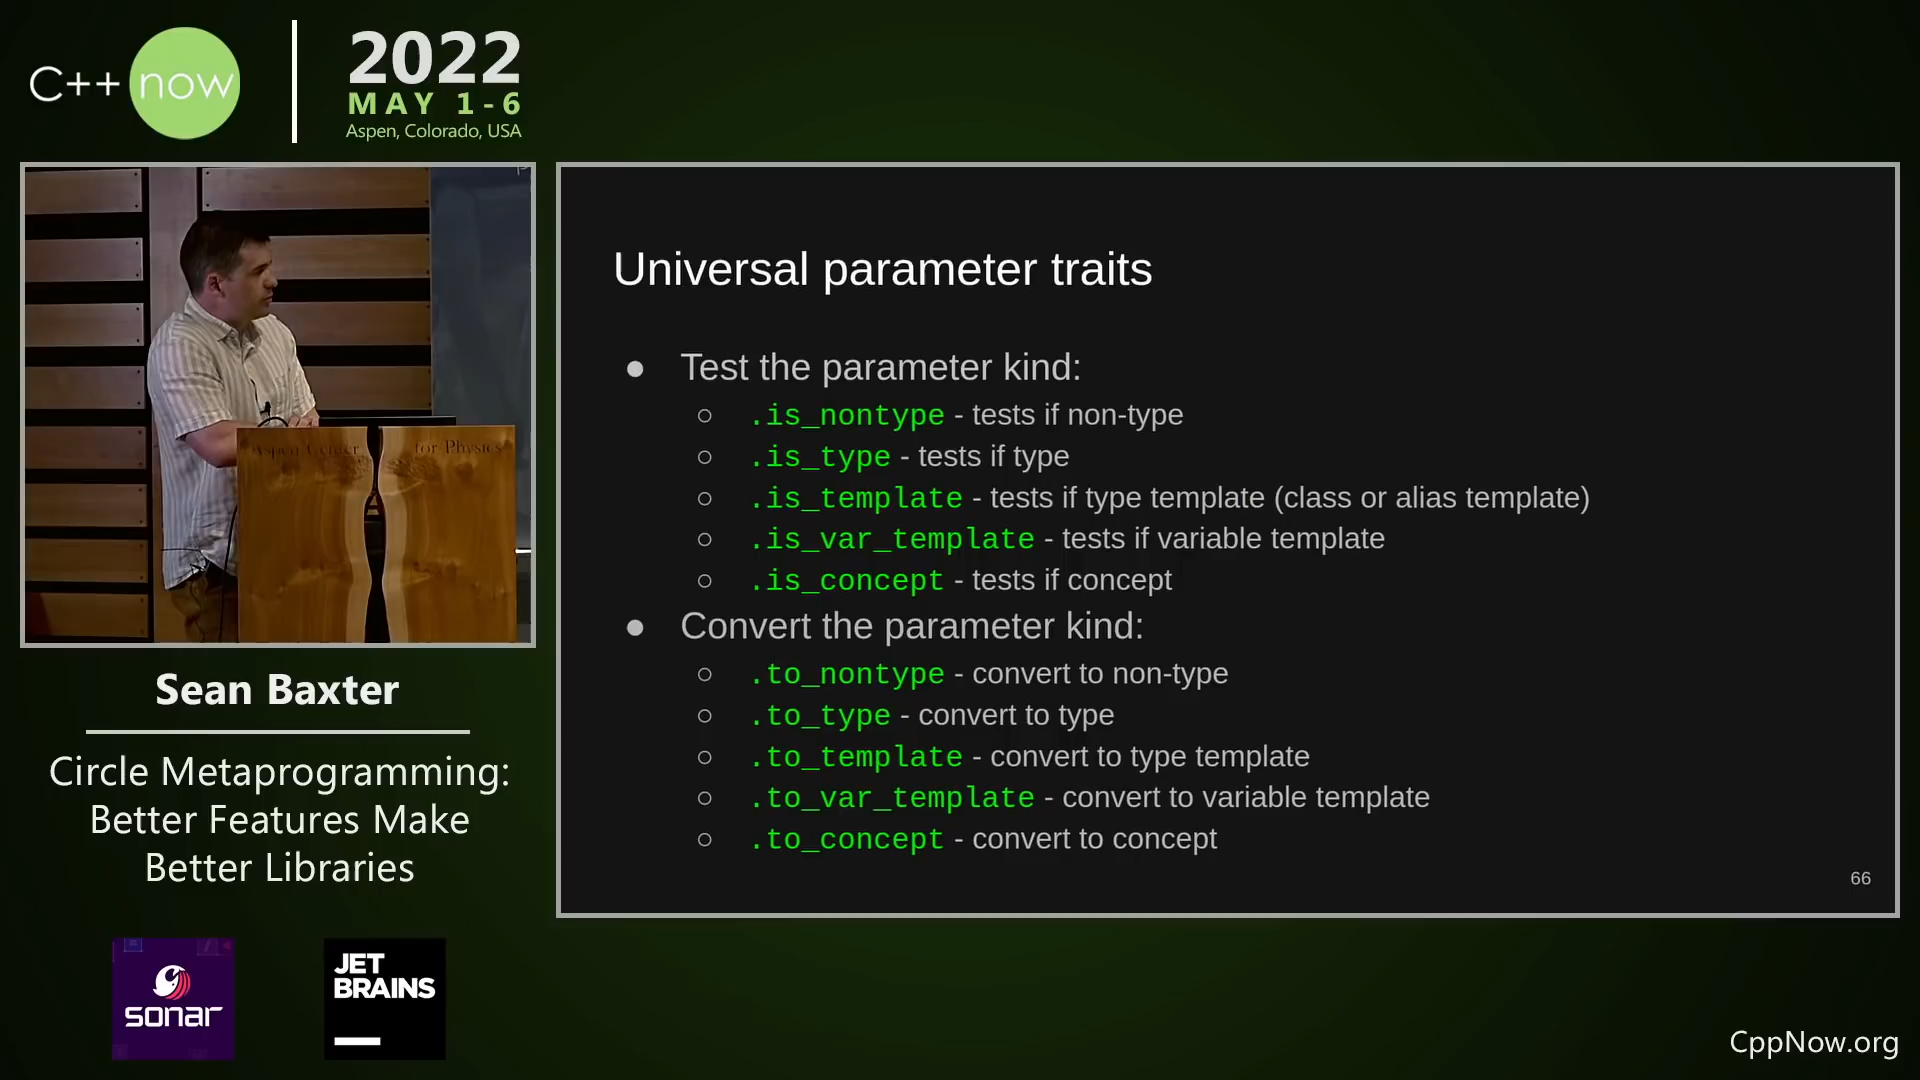 C++ now
2022
MAY 1-6
Aspen, Colorado, USA
Aspen Center for Physics
Sean Baxter
Circle Metaprogramming:
Better Features Make
Better Libraries
sonar
JET
BRAINS
Universal parameter traits
● Test the parameter kind:
○ .is_nontype - tests if non-type
○ .is_type - tests if type
○ .is_template - tests if type template (class or alias template)
○ .is_var_template - tests if variable template
○ .is_concept - tests if concept
● Convert the parameter kind:
○ .to_nontype - convert to non-type
○ .to_type - convert to type
○ .to_template - convert to type template
○ .to_var_template - convert to variable template
○ .to_concept - convert to concept
66
CppNow.org